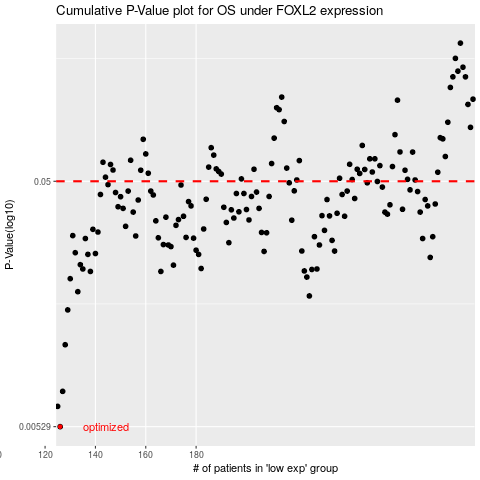 Cumulative P-Value plot for OS under FOXL2 expression
P-Value(log10)
0.05
0.00529
optimized
0 120 140 160 180
# of patients in 'low exp' group